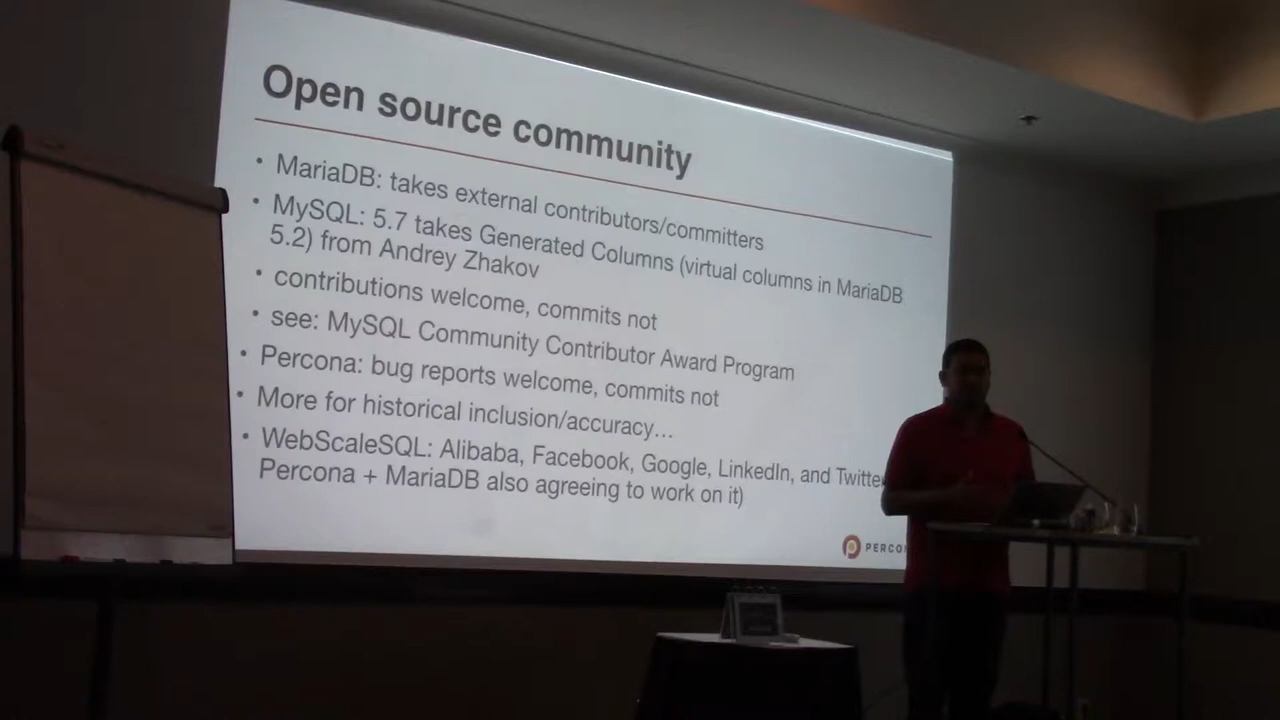 Open source community
• MariaDB: takes external contributors/committers
• MySQL: 5.7 takes Generated Columns (virtual columns in MariaDB
5.2) from Andrey Zhakov
• contributions welcome, commits not
• see: MySQL Community Contributor Award Program
• Percona: bug reports welcome, commits not
• More for historical inclusion/accuracy…
• WebScaleSQL: Alibaba, Facebook, Google, LinkedIn, and Twitte
Percona + MariaDB also agreeing to work on it)
PERCO